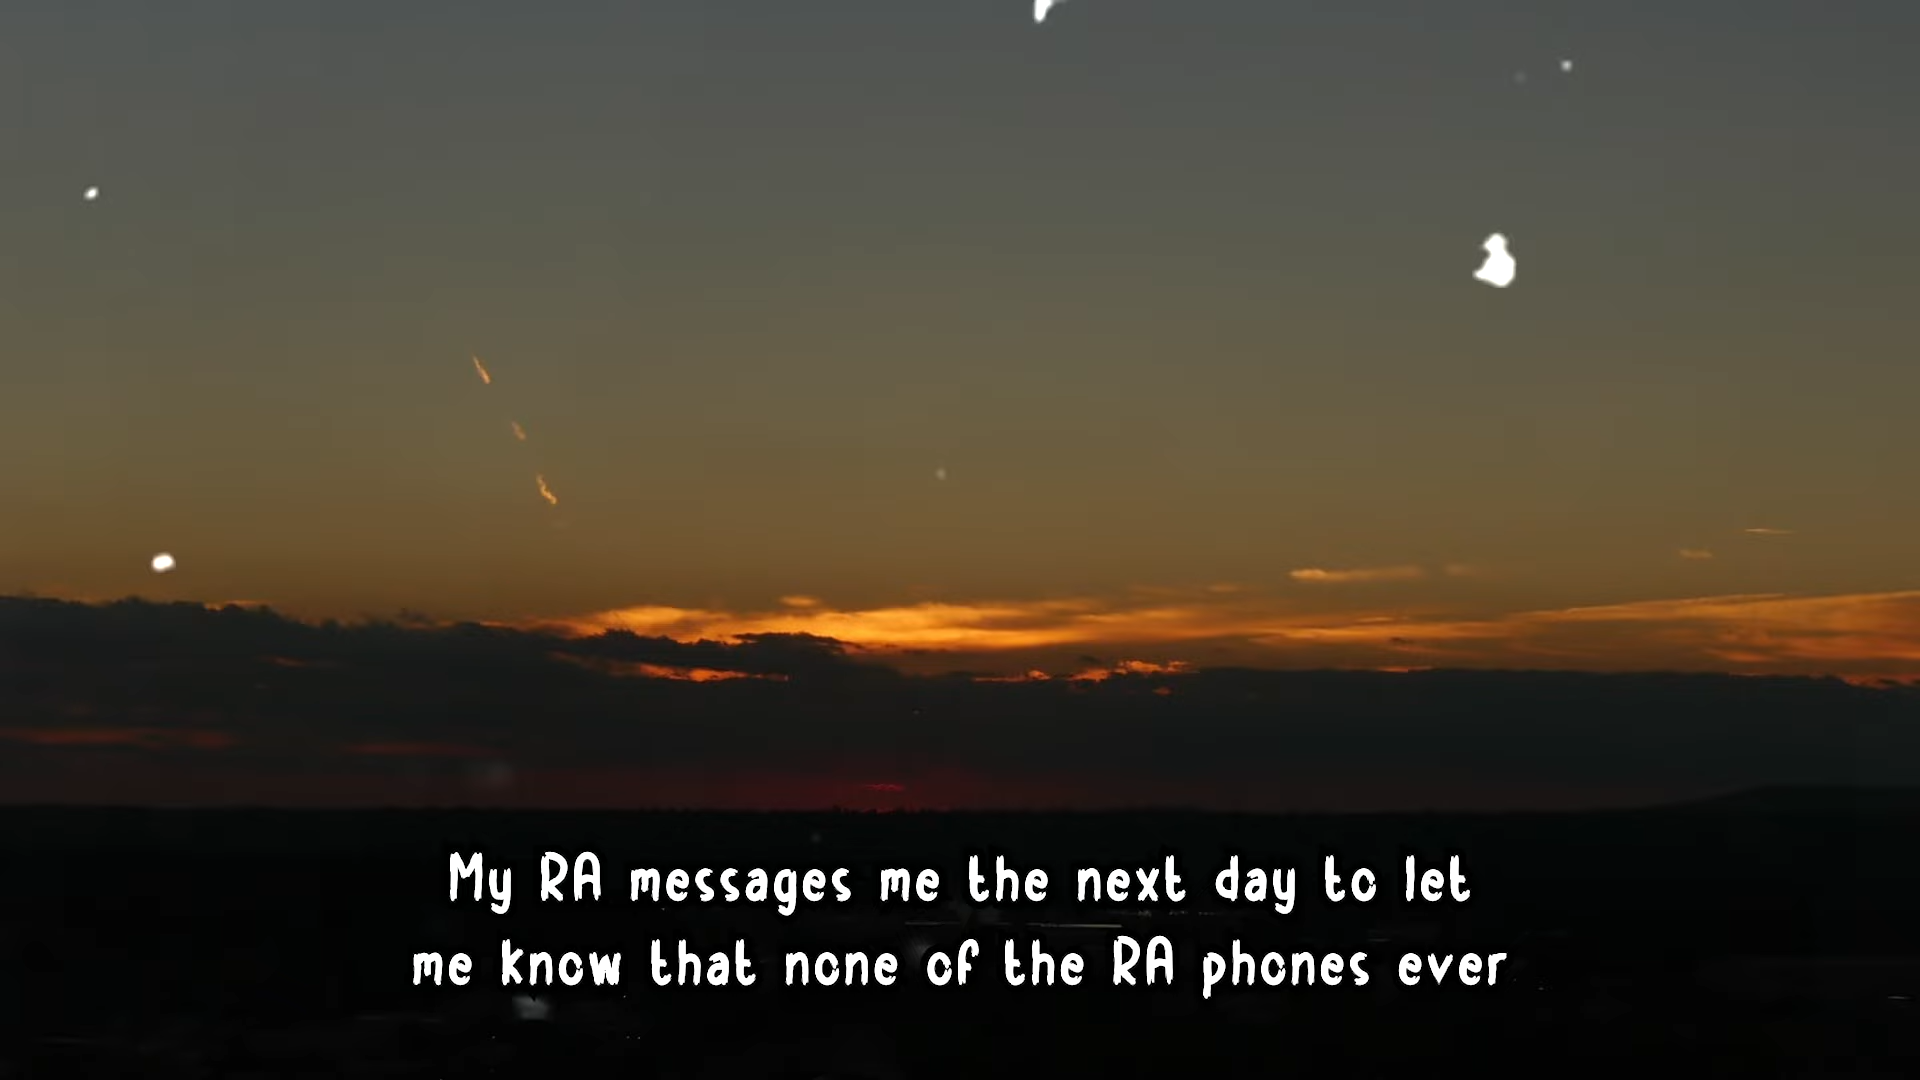 My RA messages me the next day to let
me know that none of the RA phones ever